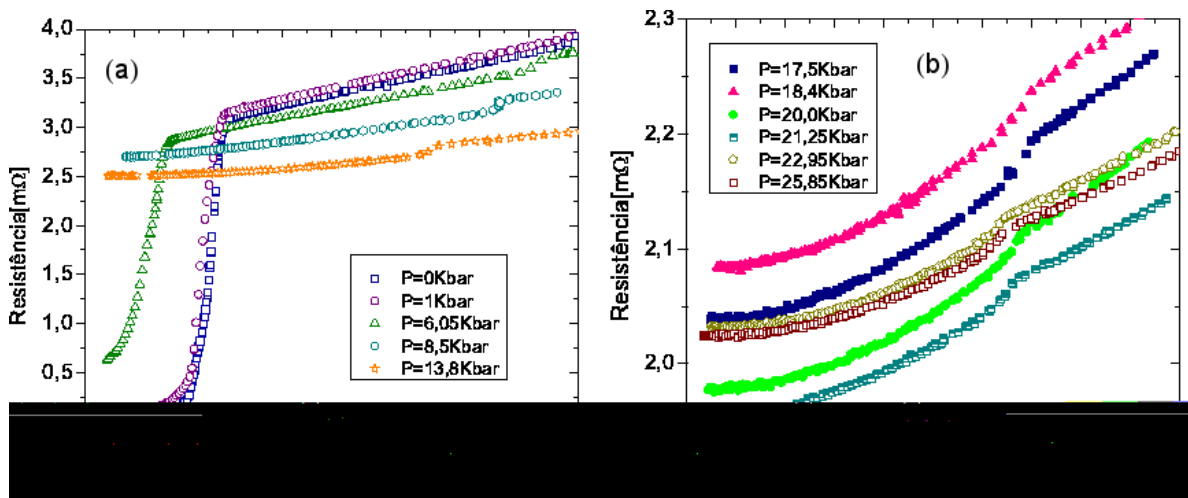 (a)
4,0
3,5
3,0
2,5
2,0
1,5
1,0
0,5
Resistência[mΩ]
P=0Kbar
P=1Kbar
P=6,05Kbar
P=8,5Kbar
P=13,8Kbar
(b)
2,3
2,2
2,1
2,0
Resistência[mΩ]
P=17,5Kbar
P=18,4Kbar
P=20,0Kbar
P=21,25Kbar
P=22,95Kbar
P=25,85Kbar